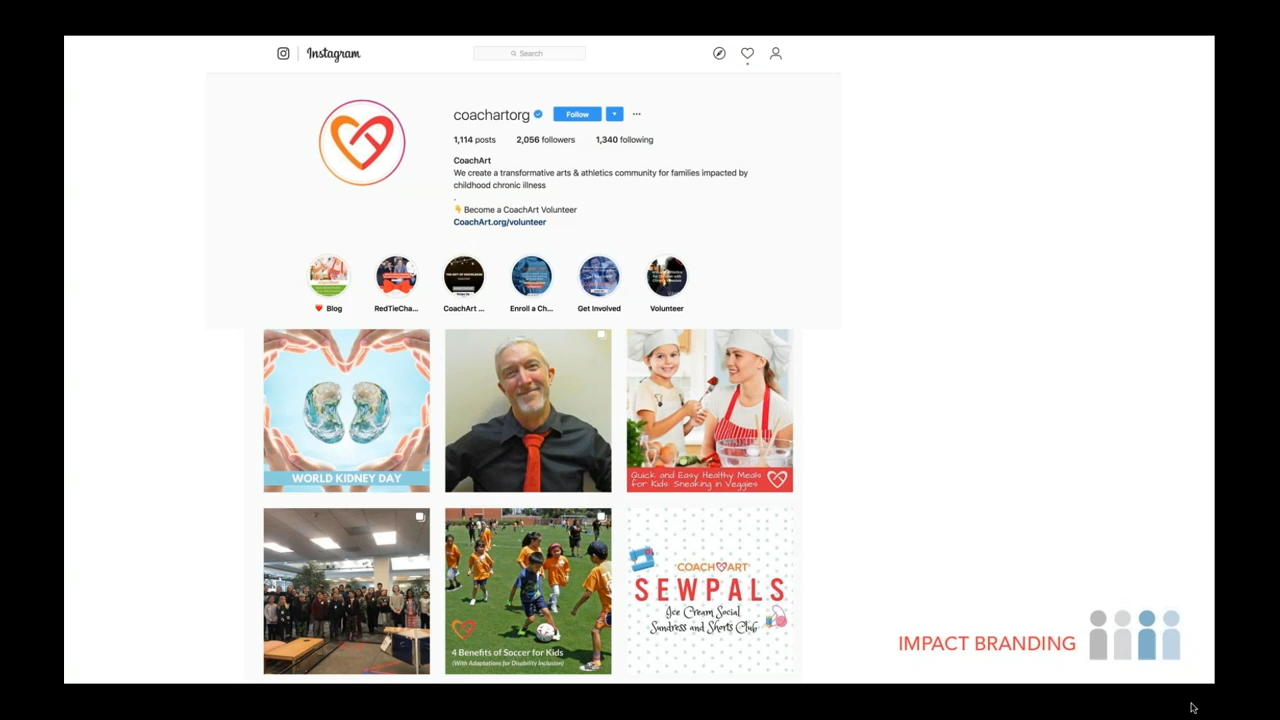 Instagram
Search
coachartorg
Follow
1,114 posts
2,056 followers
1,340 following
CoachArt
We create a transformative arts & athletics community for families impacted by
childhood chronic illness
.
👇 Become a CoachArt Volunteer
CoachArt.org/volunteer
❤️ Blog
RedTieCha...
CoachArt ...
Enroll a Ch...
Get Involved
Volunteer
WORLD KIDNEY DAY
Quick and Easy Healthy Meals
for Kids: Sneaking in Veggies
4 Benefits of Soccer for Kids
(With Adaptations for Disability Inclusion)
COACH ART
SEWPALS
Ice Cream Social
Sundress and Shorts Club
IMPACT BRANDING